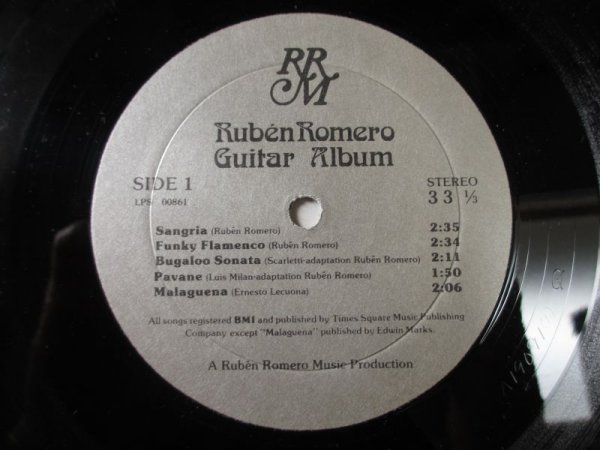 RRM
Rubén Romero
Guitar Album
SIDE 1
LPS 00861
STEREO
33 ⅓
Sangria (Rubén Romero) 2:35
Funky Flamenco (Rubén Romero) 2:34
Bugaloo Sonata (Scarletti-adaptation Rubén Romero) 2:11
Pavane (Luis Milan-adaptation Rubén Romero) 1:50
Malaguena (Ernesto Lecuona) 2:06
All songs registered BMI and published by Times Square Music Publishing
Company except "Malaguena" published by Edwin Marks.
A Rubén Romero Music Production